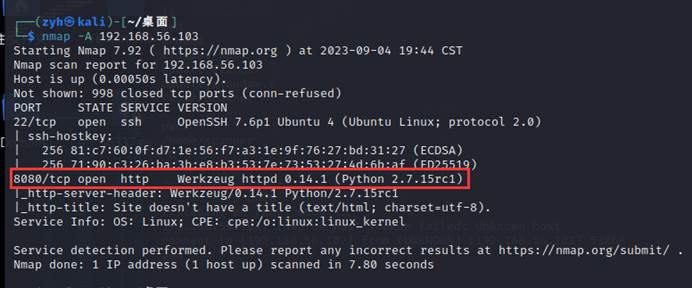 (zyh㉿kali)-[~/桌面]
$ nmap -A 192.168.56.103
Starting Nmap 7.92 ( https://nmap.org ) at 2023-09-04 19:44 CST
Nmap scan report for 192.168.56.103
Host is up (0.00050s latency).
Not shown: 998 closed tcp ports (conn-refused)
PORT     STATE SERVICE VERSION
22/tcp   open  ssh     OpenSSH 7.6p1 Ubuntu 4 (Ubuntu Linux; protocol 2.0)
| ssh-hostkey:
|   256 81:c7:60:0f:d7:1e:56:f7:a3:1e:9f:76:27:bd:31:27 (ECDSA)
|   256 71:90:c3:26:ba:3b:e8:b3:53:7e:73:53:27:4d:6b:af (ED25519)
8080/tcp open  http    Werkzeug httpd 0.14.1 (Python 2.7.15rc1)
|_http-server-header: Werkzeug/0.14.1 Python/2.7.15rc1
|_http-title: Site doesn't have a title (text/html; charset=utf-8).
Service Info: OS: Linux; CPE: cpe:/o:linux:linux_kernel
Service detection performed. Please report any incorrect results at https://nmap.org/submit/ .
Nmap done: 1 IP address (1 host up) scanned in 7.80 seconds